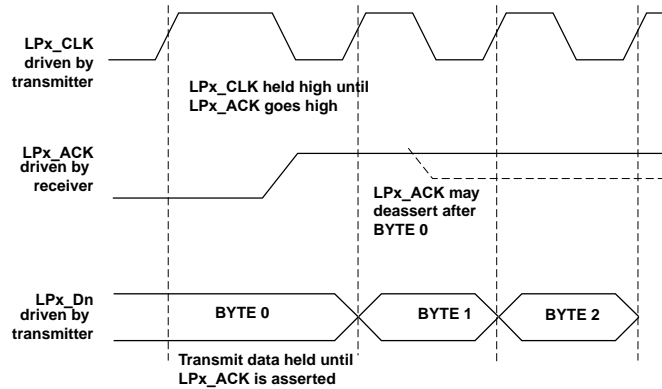 LPx_CLK
driven by
transmitter
LPx_CLK held high until
LPx_ACK goes high
LPx_ACK
driven by
receiver
LPx_ACK may
deassert after
BYTE 0
LPx_Dn
driven by
transmitter
BYTE 0
BYTE 1
BYTE 2
Transmit data held until
LPx_ACK is asserted